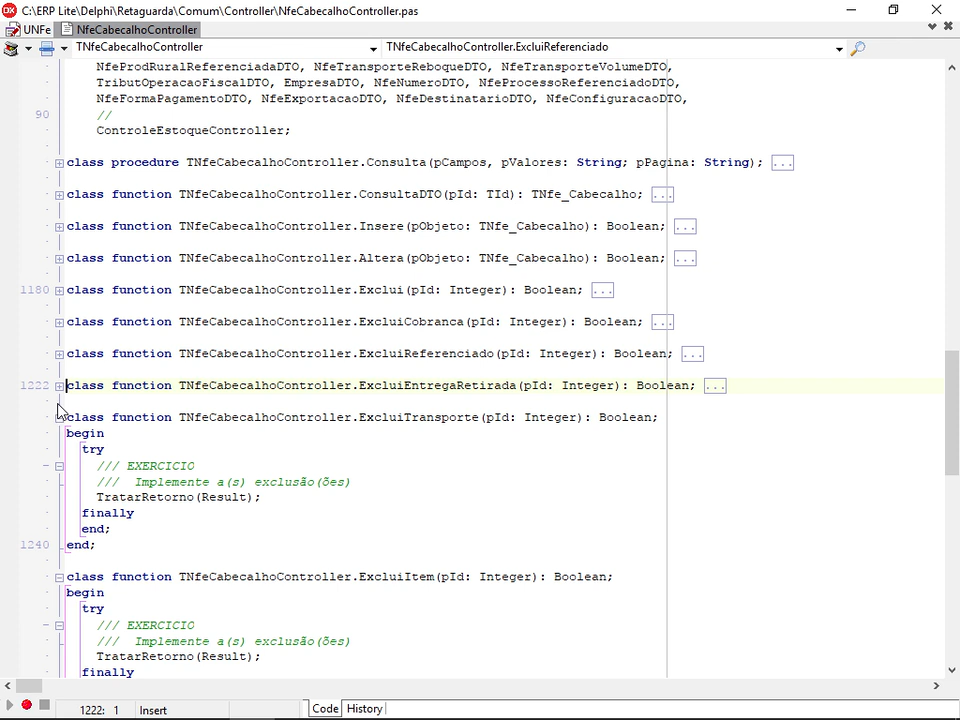 C:\ERP Lite\Delphi\Retaguarda\Comum\Controller\NfeCabecalhoController.pas
UNFe NfeCabecalhoController
TNfeCabecalhoController TNfeCabecalhoController.ExcluiReferenciado
NfeProdRuralReferenciadaDTO, NfeTransporteReboqueDTO, NfeTransporteVolumeDTO,
TributOperacaoFiscalDTO, EmpresaDTO, NfeNumeroDTO, NfeProcessoReferenciadoDTO,
NfeFormaPagamentoDTO, NfeExportacaoDTO, NfeDestinatarioDTO, NfeConfiguracaoDTO,
90 //
ControleEstoqueController;
class procedure TNfeCabecalhoController.Consulta(pCampos, pValores: String; pPagina: String); ...
class function TNfeCabecalhoController.ConsultaDTO(pId: TId): TNfe_Cabecalho; ...
class function TNfeCabecalhoController.Insere(pObjeto: TNfe_Cabecalho): Boolean; ...
class function TNfeCabecalhoController.Altera(pObjeto: TNfe_Cabecalho): Boolean; ...
1180 class function TNfeCabecalhoController.Exclui(pId: Integer): Boolean; ...
class function TNfeCabecalhoController.ExcluiCobranca(pId: Integer): Boolean; ...
class function TNfeCabecalhoController.ExcluiReferenciado(pId: Integer): Boolean; ...
1222 class function TNfeCabecalhoController.ExcluiEntregaRetirada(pId: Integer): Boolean; ...
class function TNfeCabecalhoController.ExcluiTransporte(pId: Integer): Boolean;
begin
try
/// EXERCICIO
/// Implemente a(s) exclusão(ões)
TratarRetorno(Result);
finally
end;
1240 end;
class function TNfeCabecalhoController.ExcluiItem(pId: Integer): Boolean;
begin
try
/// EXERCICIO
/// Implemente a(s) exclusão(ões)
TratarRetorno(Result);
finally
1222: 1 Insert Code History